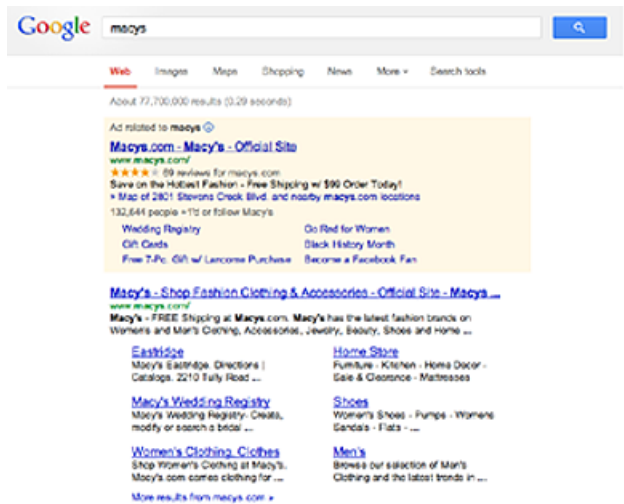 Google macys
Web Images Maps Shopping News More Search tools
About 77,700,000 results (0.29 seconds)
Ad related to macys
Macys.com - Macy's - Official Site
www.macys.com/
69 reviews for macys.com
Save on the Hottest Fashion - Free Shipping w/ $99 Order Today!
» Map of 2801 Stevens Creek Blvd. and nearby macys.com locations
132,644 people +1'd or follow Macy's
Wedding Registry Go Red for Women
Gift Cards Black History Month
Free 7-Pc. Gift w/ Lancome Purchase Become a Facebook Fan
Macy's - Shop Fashion Clothing & Accessories - Official Site - Macys ...
www.macys.com/
Macy's - FREE Shipping at Macys.com. Macy's has the latest fashion brands on
Women's and Men's Clothing, Accessories, Jewelry, Beauty, Shoes and Home ...
Eastridge
Macy's Eastridge. Directions |
Catalogs. 2210 Tully Road ...
Home Store
Furniture - Kitchen - Home Decor -
Sale & Clearance - Mattresses
Macy's Wedding Registry
Macy's Wedding Registry- Create,
modify or search a bridal ...
Shoes
Women's Shoes - Pumps - Womens
Sandals - Flats - ...
Women's Clothing, Clothes
Shop Women's Clothing at Macy's.
Macy's.com carries clothing for ...
Men's
Browse our selection of Men's
Clothing and the latest trends in ...
More results from macys.com »